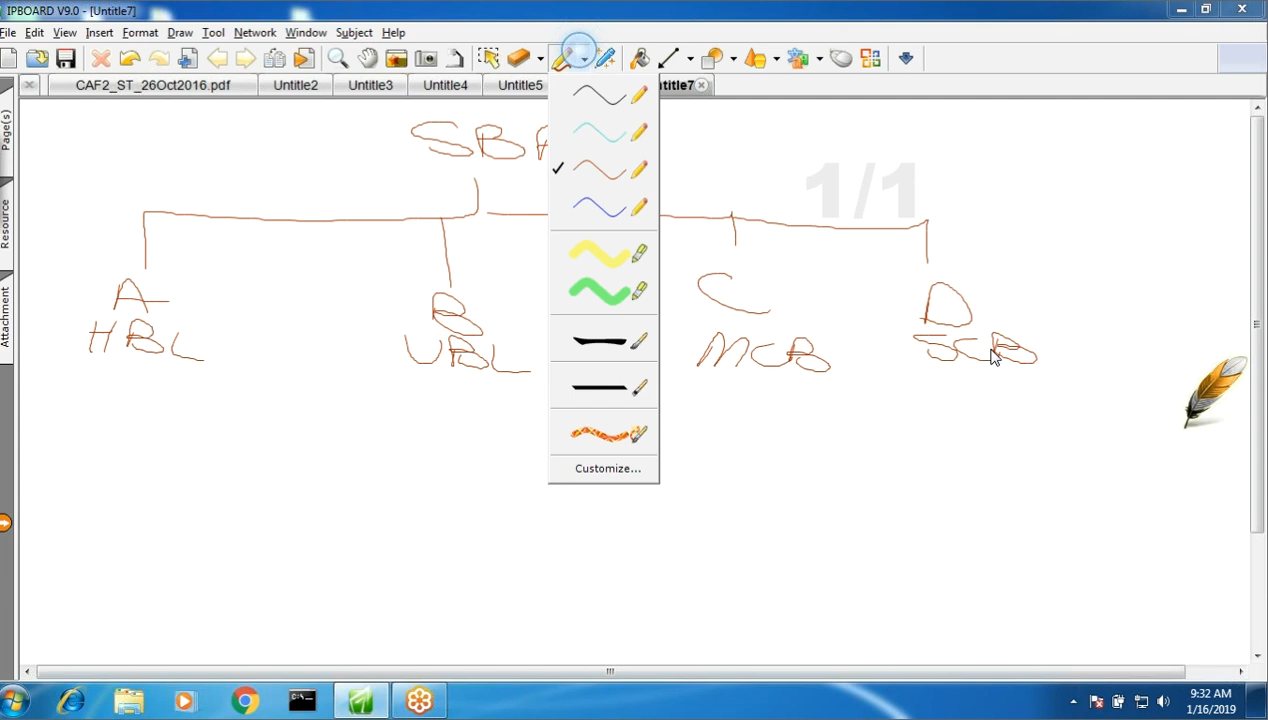 IPBOARD V9.0 - [Untitle7]
File Edit View Insert Format Draw Tool Network Window Subject Help
CAF2_ST_26Oct2016.pdf Untitle2 Untitle3 Untitle4 Untitle5 ntitle7
Page(s)
Resource
Attachment
1/1
A B C D
HBL UBL MCB SCB
Customize...
9:32 AM
1/16/2019